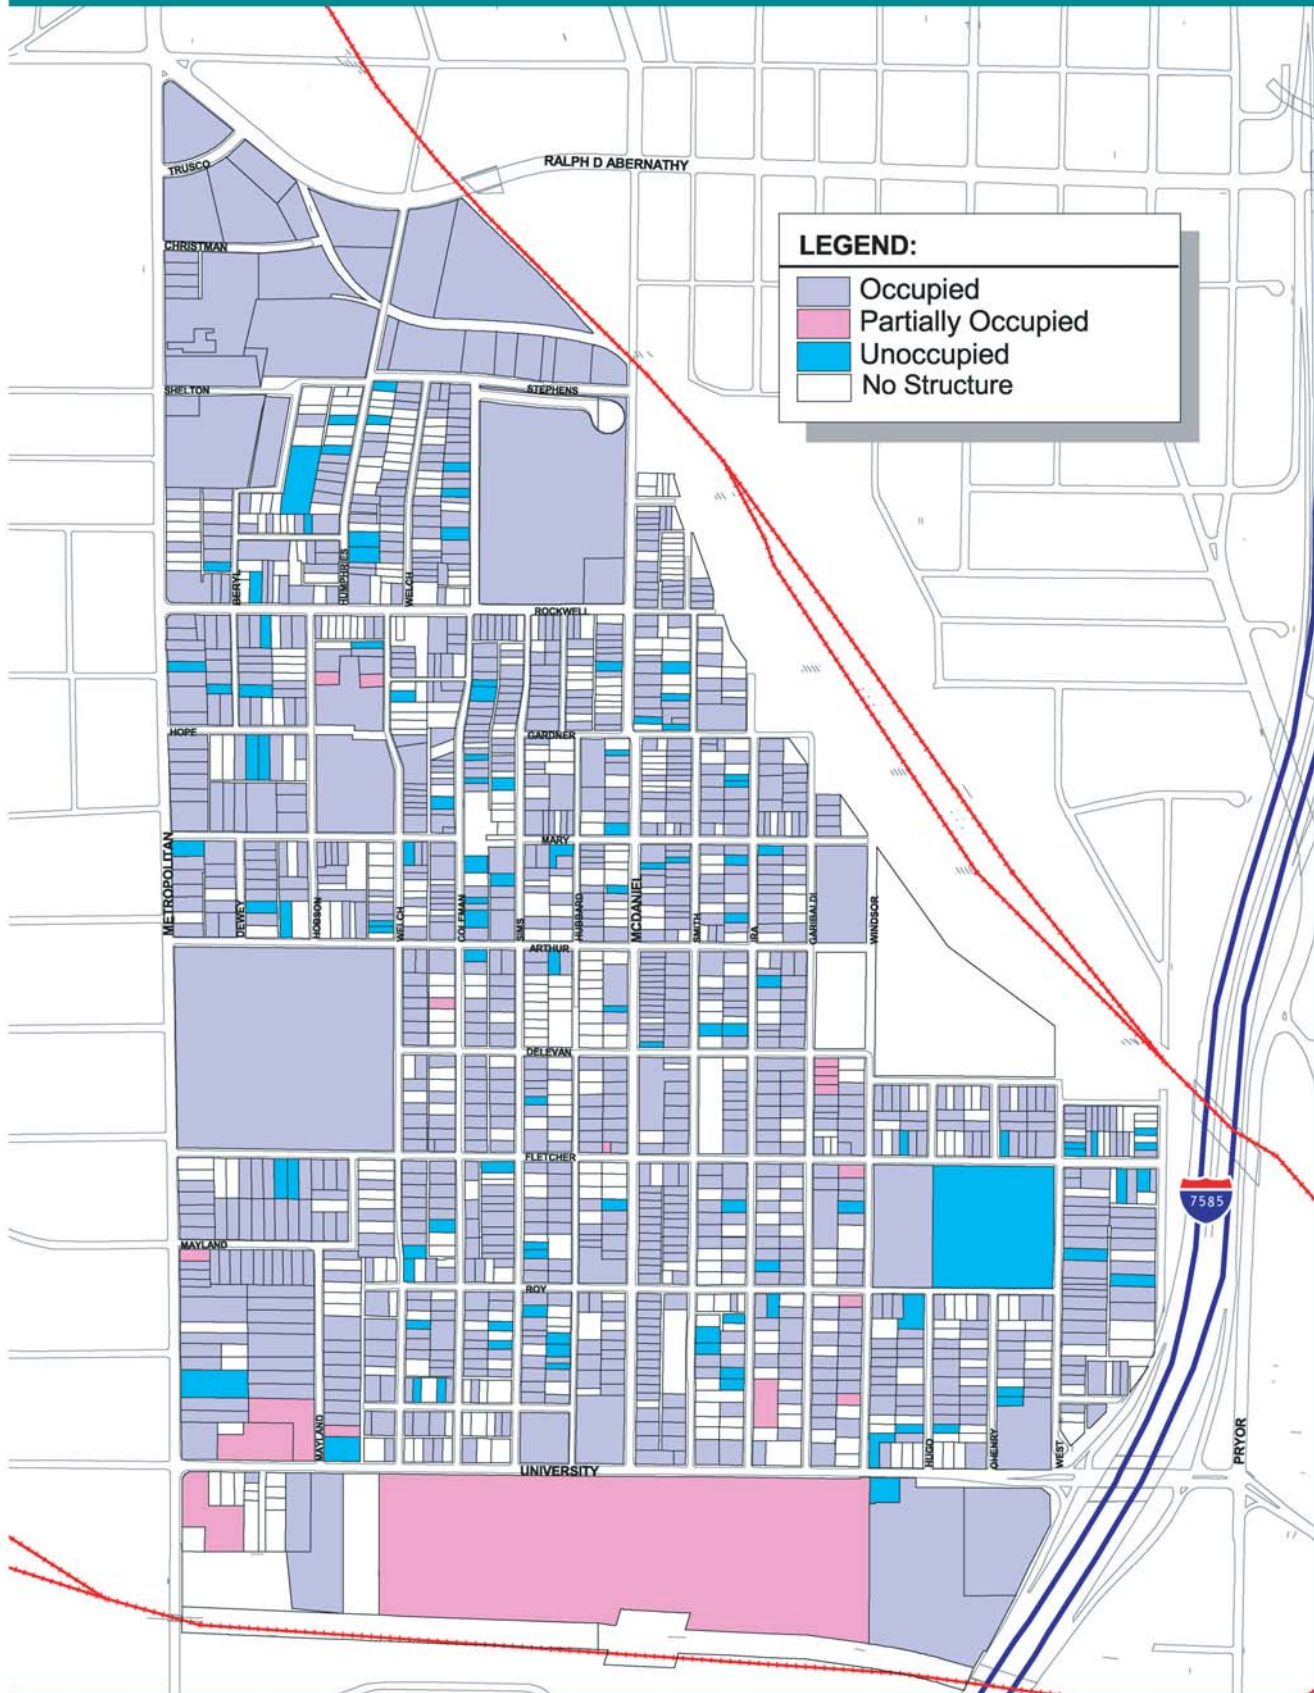 RALPH D ABERNATHY
TRUSCO
LEGEND:
CHRISTMAN
Occupied
Partially Occupied
Unoccupied
No Structure
SHELTON
STEPHENS
BERYL
HUMPHRIES
WELCH
ROCKWELL
HOPE
GARDNER
METROPOLITAN
MARY
DEWEY
HOBSON
WELCH
COLEMAN
SIMS
HUBBARD
MCDANIEL
SMITH
IRA
GARIBALDI
WINDSOR
ARTHUR
DELEVAN
FLETCHER
7585
MAYLAND
ROY
MAYLAND
HUGO
OHENRY
WEST
PRYOR
UNIVERSITY